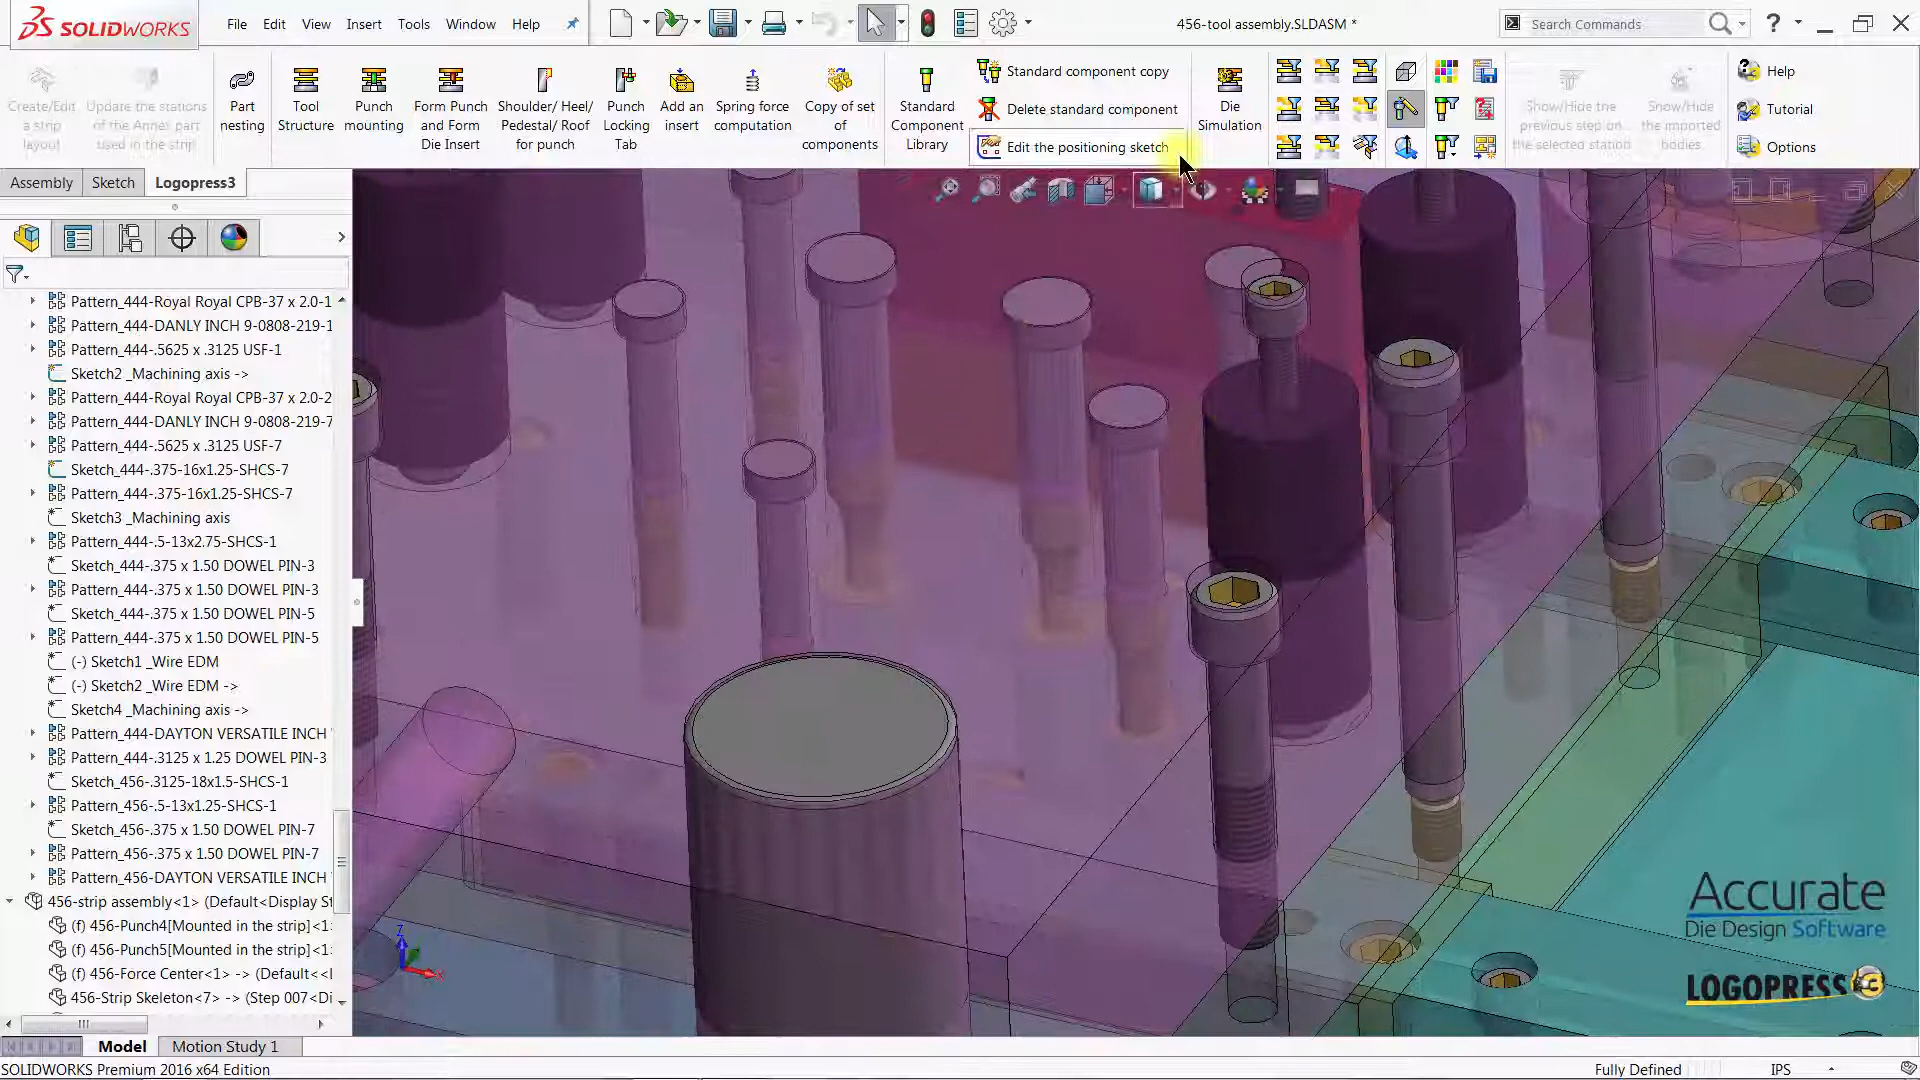 SOLIDWORKS
File Edit View Insert Tools Window Help
456-tool assembly.SLDASM *
Search Commands
Create/Edit a strip layout
Update the stations of the Annex part used in the strip
Part nesting
Tool Structure
Punch mounting
Form Punch and Form Die Insert
Shoulder/ Heel/ Pedestal/ Roof for punch
Punch Locking Tab
Add an insert
Spring force computation
Copy of set of components
Standard Component Library
Standard component copy
Delete standard component
Edit the positioning sketch
Die Simulation
Show/Hide the previous step on the selected station
Show/Hide the imported bodies.
Help
Tutorial
Options
Assembly Sketch Logopress3
Pattern_444-Royal Royal CPB-37 x 2.0-1
Pattern_444-DANLY INCH 9-0808-219-1
Pattern_444-.5625 x .3125 USF-1
Sketch2 _Machining axis ->
Pattern_444-Royal Royal CPB-37 x 2.0-2
Pattern_444-DANLY INCH 9-0808-219-7
Pattern_444-.5625 x .3125 USF-7
Sketch_444-.375-16x1.25-SHCS-7
Pattern_444-.375-16x1.25-SHCS-7
Sketch3 _Machining axis
Pattern_444-.5-13x2.75-SHCS-1
Sketch_444-.375 x 1.50 DOWEL PIN-3
Pattern_444-.375 x 1.50 DOWEL PIN-3
Sketch_444-.375 x 1.50 DOWEL PIN-5
Pattern_444-.375 x 1.50 DOWEL PIN-5
(-) Sketch1 _Wire EDM
(-) Sketch2 _Wire EDM ->
Sketch4 _Machining axis ->
Pattern_444-DAYTON VERSATILE INCH
Pattern_444-.3125 x 1.25 DOWEL PIN-3
Sketch_456-.3125-18x1.5-SHCS-1
Pattern_456-.5-13x1.25-SHCS-1
Sketch_456-.375 x 1.50 DOWEL PIN-7
Pattern_456-.375 x 1.50 DOWEL PIN-7
Pattern_456-DAYTON VERSATILE INCH
456-strip assembly<1> (Default<Display St
(f) 456-Punch4[Mounted in the strip]<1
(f) 456-Punch5[Mounted in the strip]<1
(f) 456-Force Center<1> -> (Default<<I
456-Strip Skeleton<7> -> (Step 007<Di
Z
X
Accurate
Die Design Software
LOGOPRESS3
Model Motion Study 1
SOLIDWORKS Premium 2016 x64 Edition
Fully Defined
IPS